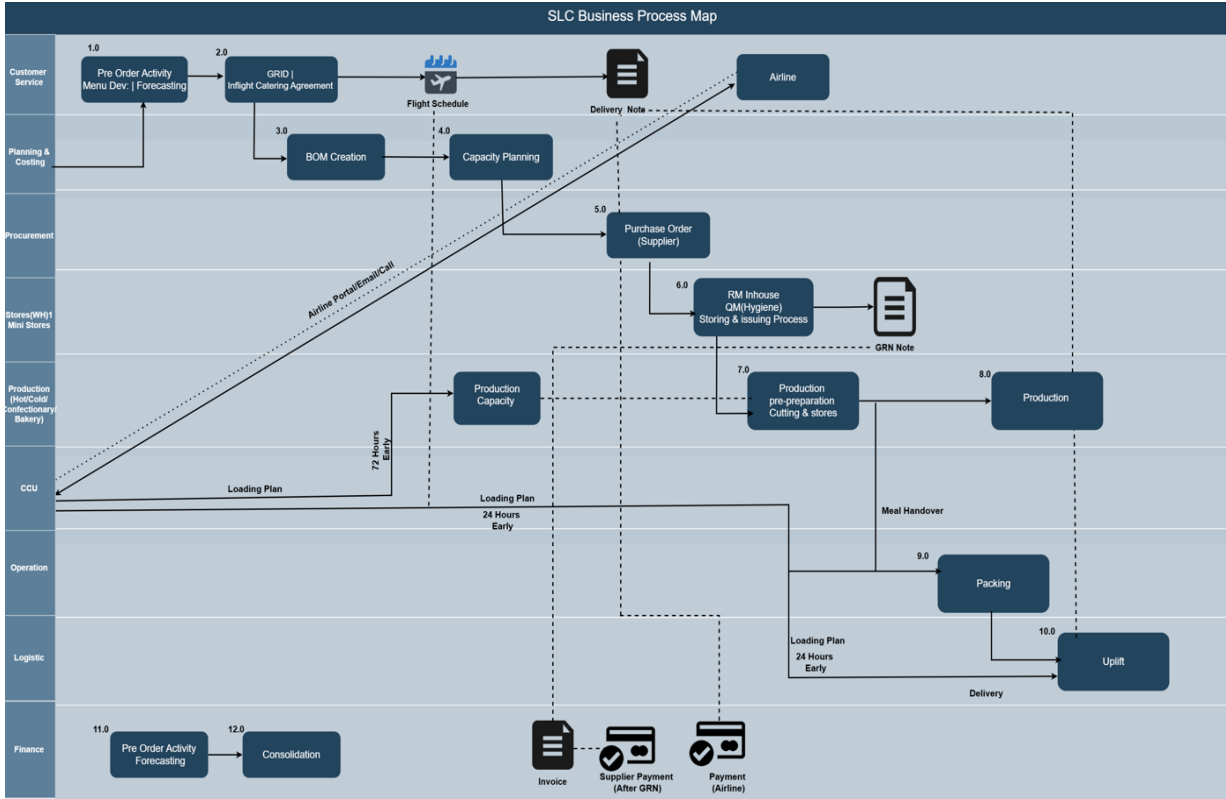 SLC Business Process Map
Customer
Service
1.0
Pre Order Activity
Menu Dev: | Forecasting
2.0
GRID |
Inflight Catering Agreement
Flight Schedule
Delivery Note
Airline
Planning &
Costing
3.0
BOM Creation
4.0
Capacity Planning
Procurement
5.0
Purchase Order
(Supplier)
Airline Portal/Email/Call
Stores(WH)1
Mini Stores
6.0
RM Inhouse
QM(Hygiene)
Storing & issuing Process
GRN Note
Production
(Hot/Cold/
Confectionary/
Bakery)
Production
Capacity
7.0
Production
pre-preparation
Cutting & stores
8.0
Production
72 Hours
Early
CCU
Loading Plan
Loading Plan
24 Hours
Early
Meal Handover
Operation
9.0
Packing
Logistic
Loading Plan
24 Hours
Early
10.0
Uplift
Delivery
Finance
11.0
Pre Order Activity
Forecasting
12.0
Consolidation
Invoice
Supplier Payment
(After GRN)
Payment
(Airline)